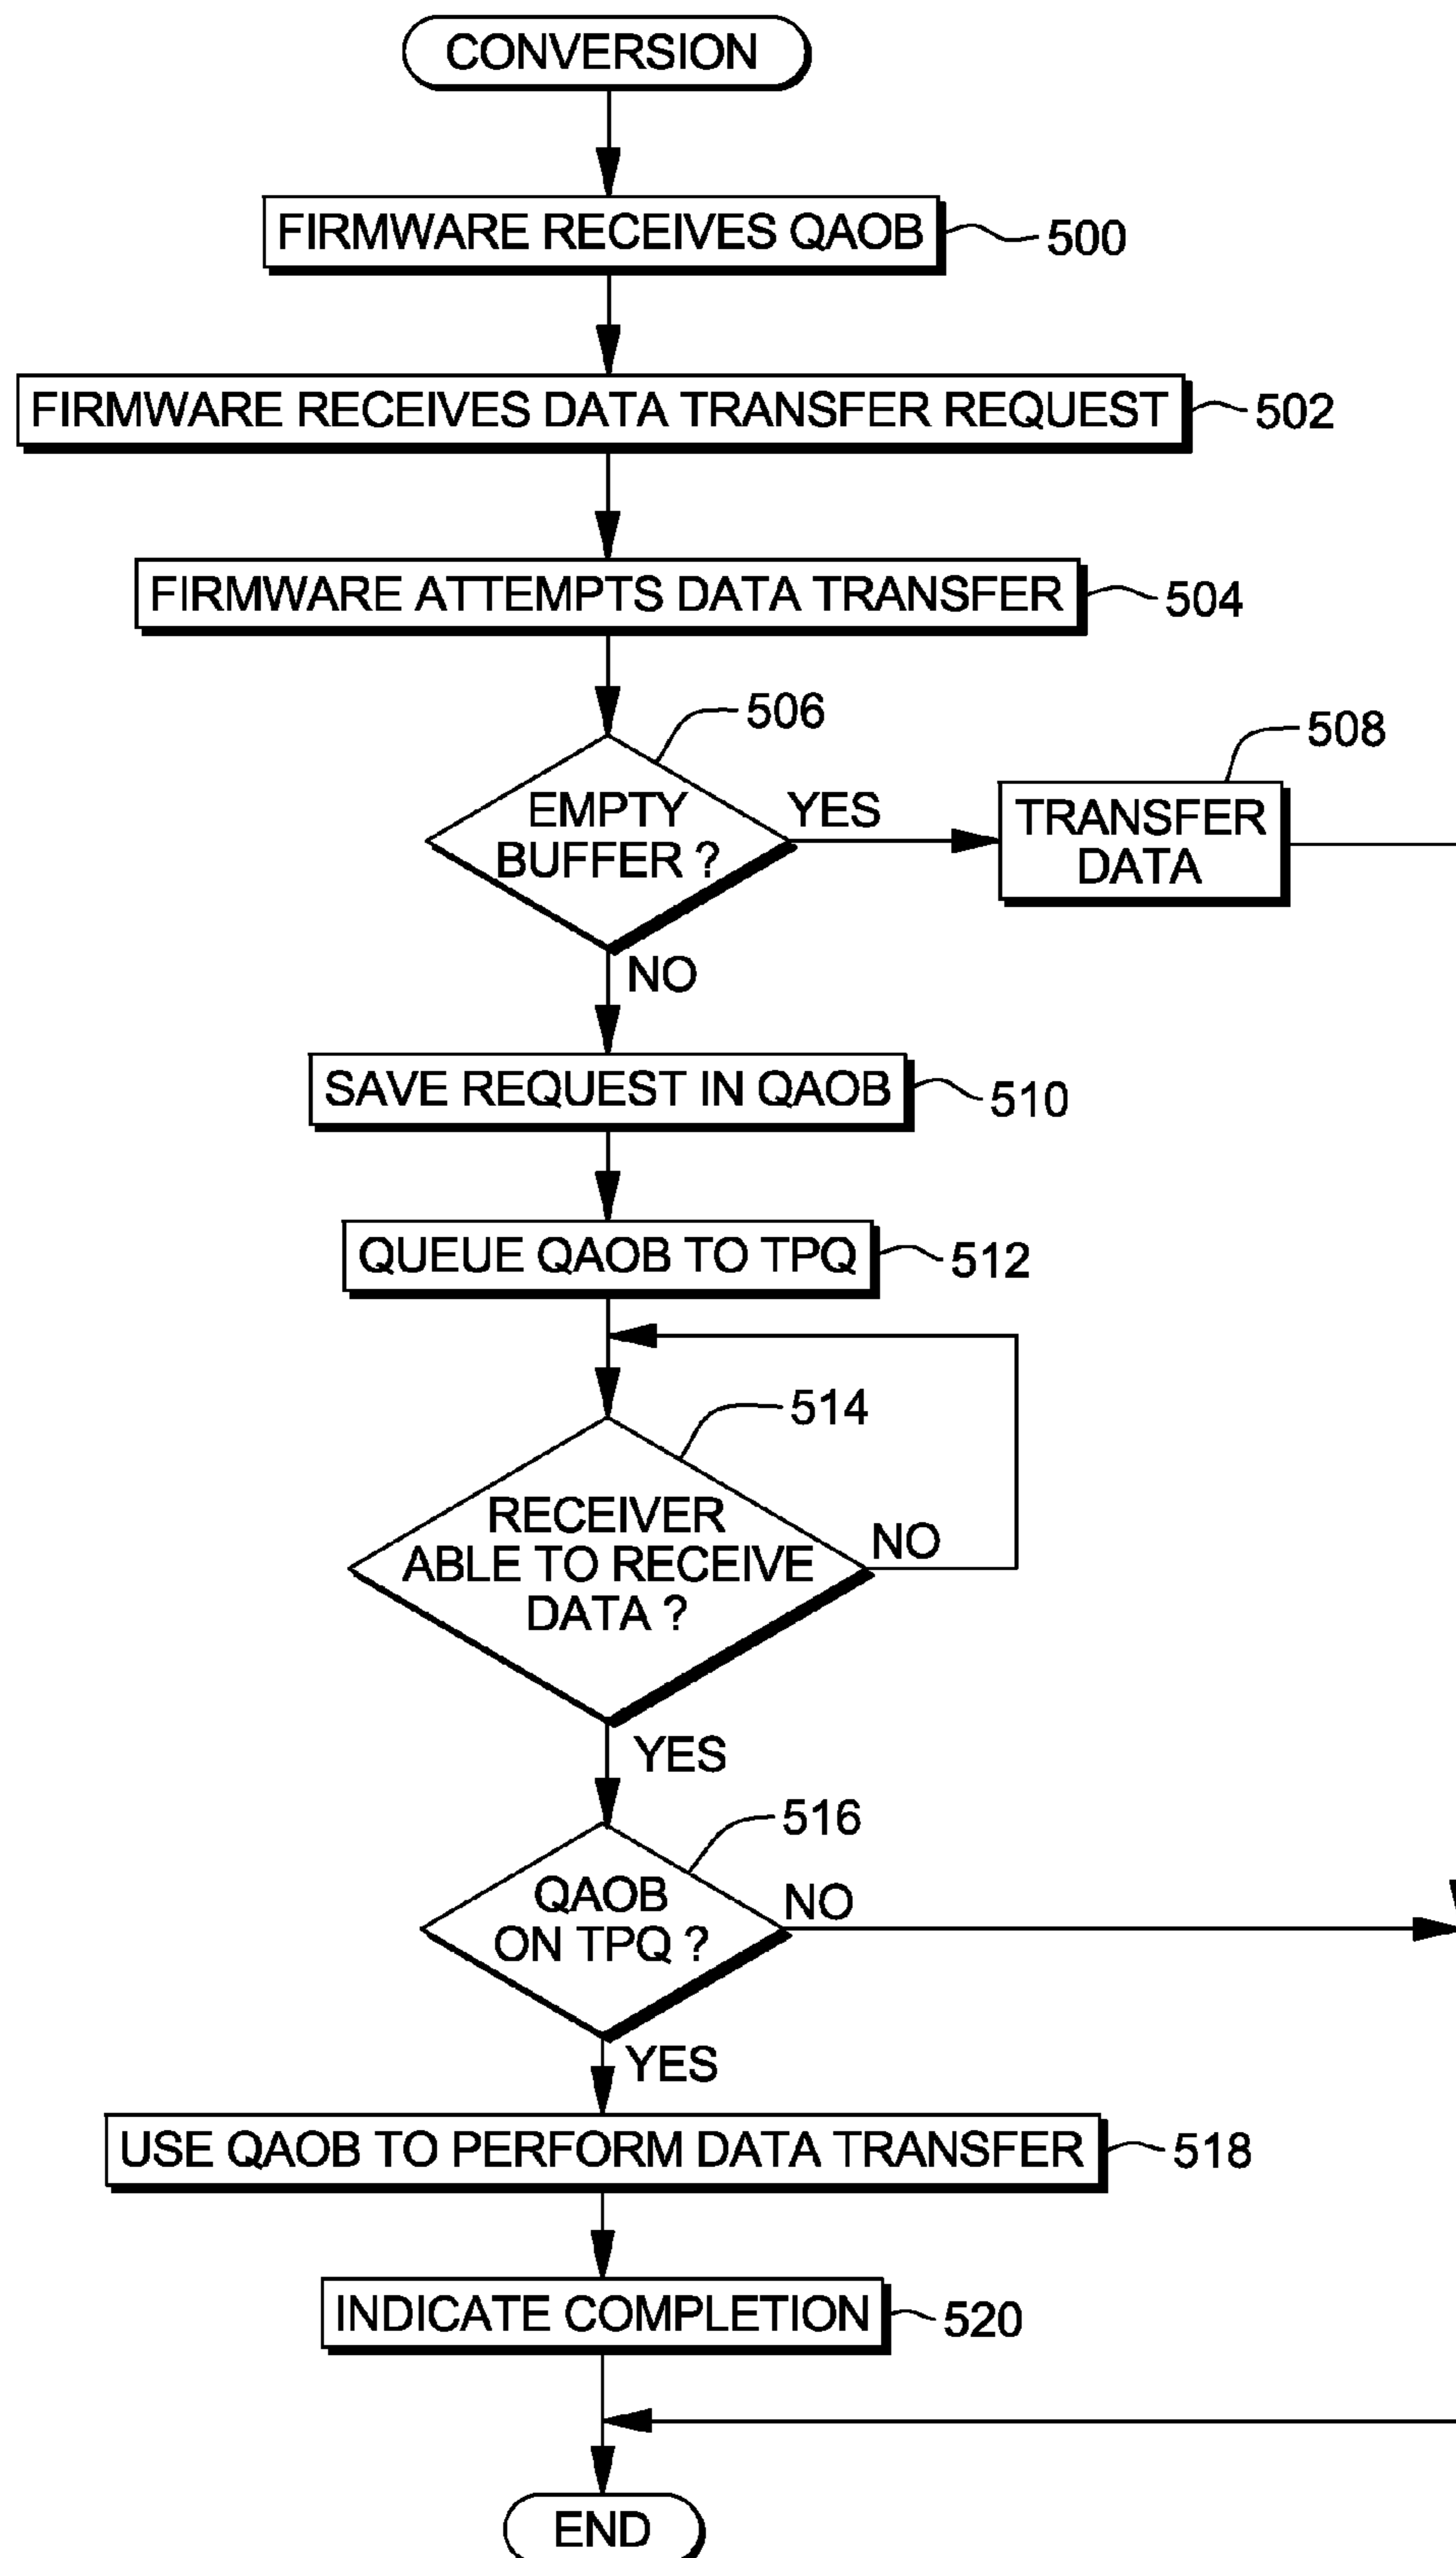 CONVERSION
FIRMWARE RECEIVES QAOB
500
FIRMWARE RECEIVES DATA TRANSFER REQUEST
502
FIRMWARE ATTEMPTS DATA TRANSFER
504
506
508
EMPTY
BUFFER ?
YES
TRANSFER
DATA
NO
SAVE REQUEST IN QAOB
510
QUEUE QAOB TO TPQ
512
514
RECEIVER
ABLE TO RECEIVE
DATA ?
NO
YES
516
QAOB
ON TPQ ?
NO
YES
USE QAOB TO PERFORM DATA TRANSFER
518
INDICATE COMPLETION
520
END